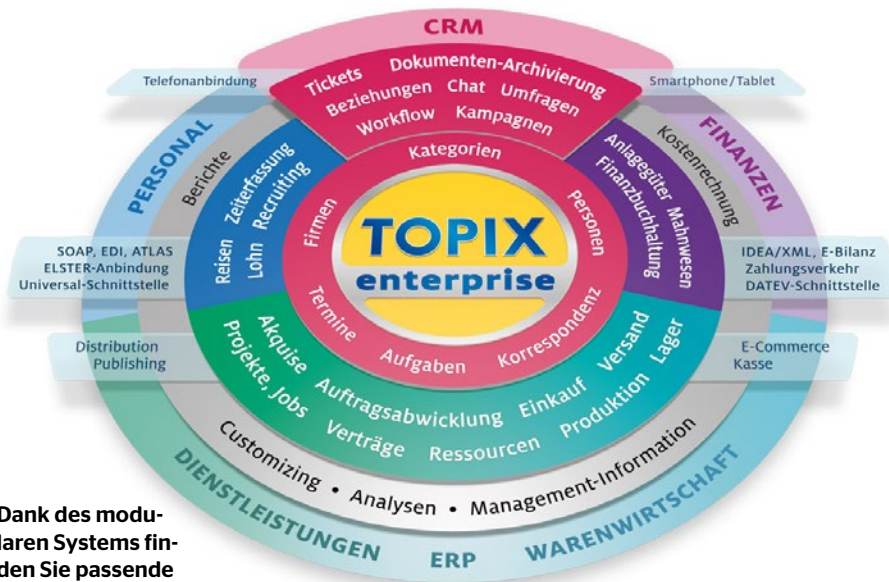 CRM
Telefonanbindung
Smartphone/Tablet
Tickets Dokumenten-Archivierung
Beziehungen Chat Umfragen
Workflow Kampagnen
PERSONAL
Berichte
Reisen Zeiterfassung
Lohn Recruiting
FINANZEN
Kostenrechnung
Anlagegüter Mahnwesen
Finanzbuchhaltung
Kategorien
Firmen
Personen
Termine
Aufgaben
Korrespondenz
TOPIX
enterprise
SOAP, EDI, ATLAS
ELSTER-Anbindung
Universal-Schnittstelle
IDEA/XML, E-Bilanz
Zahlungsverkehr
DATEV-Schnittstelle
Distribution
Publishing
E-Commerce
Kasse
Akquise Auftragsabwicklung Einkauf Versand
Projekte, Jobs Verträge Ressourcen Produktion Lager
Customizing • Analysen • Management-Information
DIENSTLEISTUNGEN ERP WARENWIRTSCHAFT
Dank des modu-
laren Systems fin-
den Sie passende